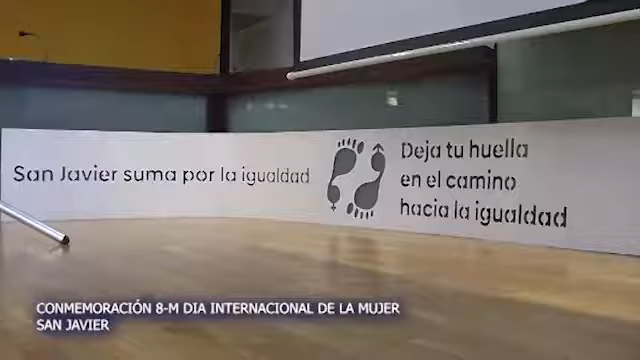 San Javier suma por la igualdad
Deja tu huella
en el camino
hacia la igualdad
CONMEMORACIÓN 8-M DIA INTERNACIONAL DE LA MUJER
SAN JAVIER